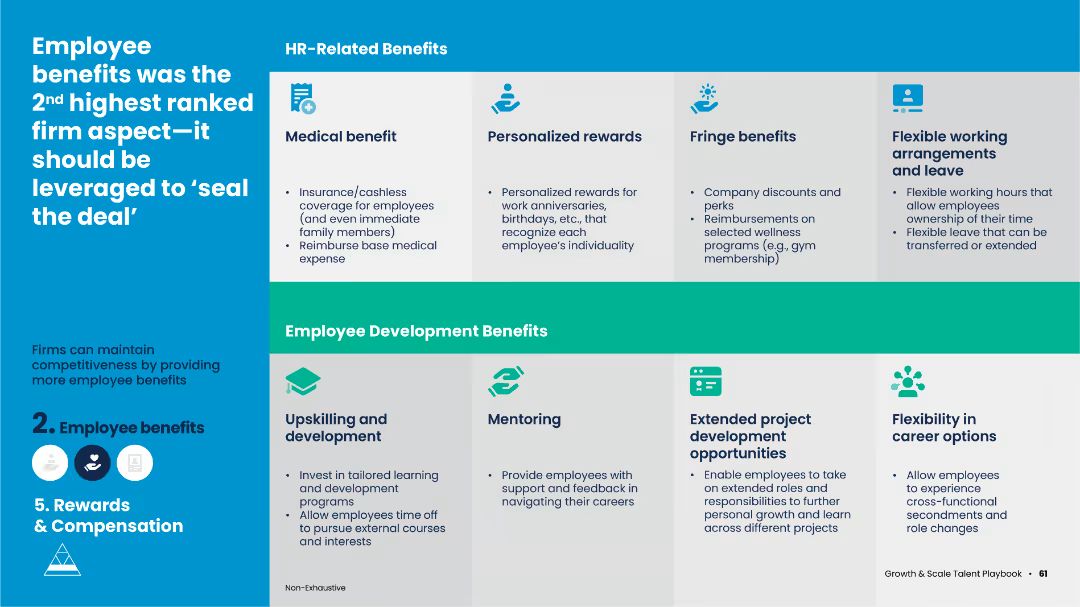 Employee
benefits was the
2nd highest ranked
firm aspect—it
should be
leveraged to ‘seal
the deal’
Firms can maintain
competitiveness by providing
more employee benefits
2. Employee benefits
5. Rewards
& Compensation
HR-Related Benefits
Medical benefit
• Insurance/cashless
coverage for employees
(and even immediate
family members)
• Reimburse base medical
expense
Personalized rewards
• Personalized rewards for
work anniversaries,
birthdays, etc., that
recognize each
employee’s individuality
Fringe benefits
• Company discounts and
perks
• Reimbursements on
selected wellness
programs (e.g., gym
membership)
Flexible working
arrangements
and leave
• Flexible working hours that
allow employees
ownership of their time
• Flexible leave that can be
transferred or extended
Employee Development Benefits
Upskilling and
development
• Invest in tailored learning
and development
programs
• Allow employees time off
to pursue external courses
and interests
Mentoring
• Provide employees with
support and feedback in
navigating their careers
Extended project
development
opportunities
• Enable employees to take
on extended roles and
responsibilities to further
personal growth and learn
across different projects
Flexibility in
career options
• Allow employees
to experience
cross-functional
secondments and
role changes
Non-Exhaustive
Growth & Scale Talent Playbook • 61